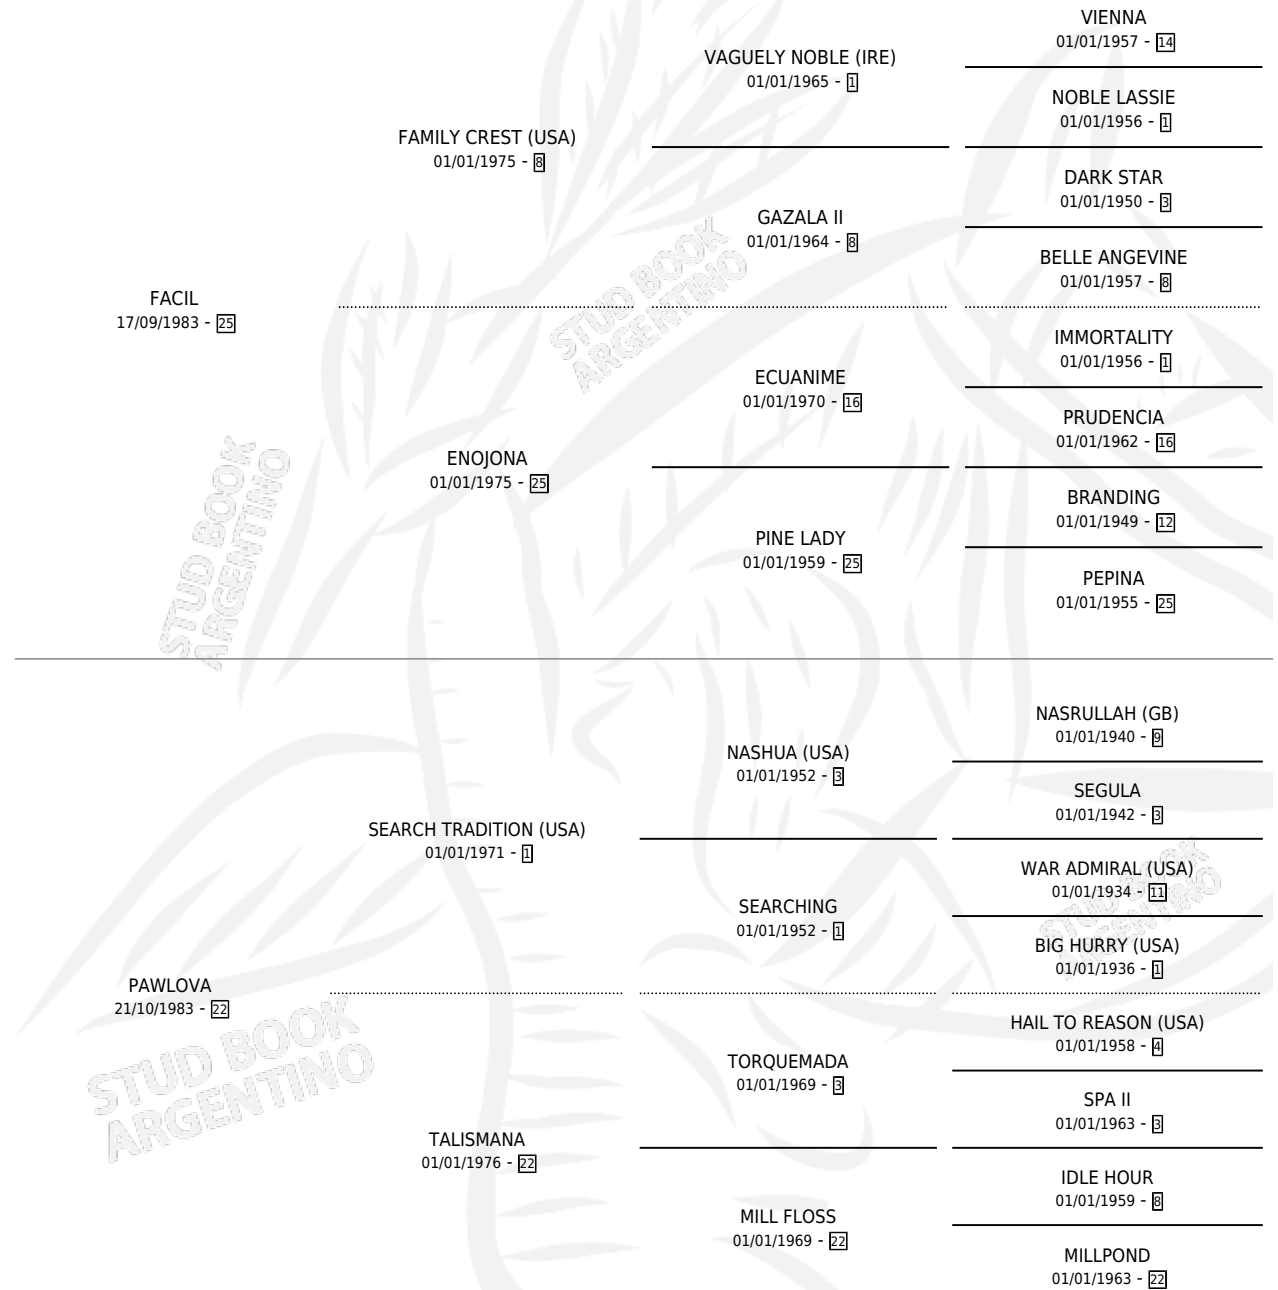 VIENNA
01/01/1957 - 14
VAGUELY NOBLE (IRE)
01/01/1965 - 1
NOBLE LASSIE
01/01/1956 - 1
FAMILY CREST (USA)
01/01/1975 - 8
DARK STAR
01/01/1950 - 3
GAZALA II
01/01/1964 - 8
BELLE ANGEVINE
01/01/1957 - 8
FACIL
17/09/1983 - 25
IMMORTALITY
01/01/1956 - 1
ECUANIME
01/01/1970 - 16
PRUDENCIA
01/01/1962 - 16
ENOJONA
01/01/1975 - 25
BRANDING
01/01/1949 - 12
PINE LADY
01/01/1959 - 25
PEPINA
01/01/1955 - 25
NASRULLAH (GB)
01/01/1940 - 9
NASHUA (USA)
01/01/1952 - 3
SEGULA
01/01/1942 - 3
SEARCH TRADITION (USA)
01/01/1971 - 1
WAR ADMIRAL (USA)
01/01/1934 - 11
SEARCHING
01/01/1952 - 1
BIG HURRY (USA)
01/01/1936 - 1
PAWLOVA
21/10/1983 - 22
HAIL TO REASON (USA)
01/01/1958 - 4
TORQUEMADA
01/01/1969 - 3
SPA II
01/01/1963 - 3
TALISMANA
01/01/1976 - 22
IDLE HOUR
01/01/1959 - 8
MILL FLOSS
01/01/1969 - 22
MILLPOND
01/01/1963 - 22
STUD BOOK
ARGENTINO
STUD BOOK
ARGENTINO
STUD BOOK
ARGENTINO
STUD BOOK
ARGENTINO